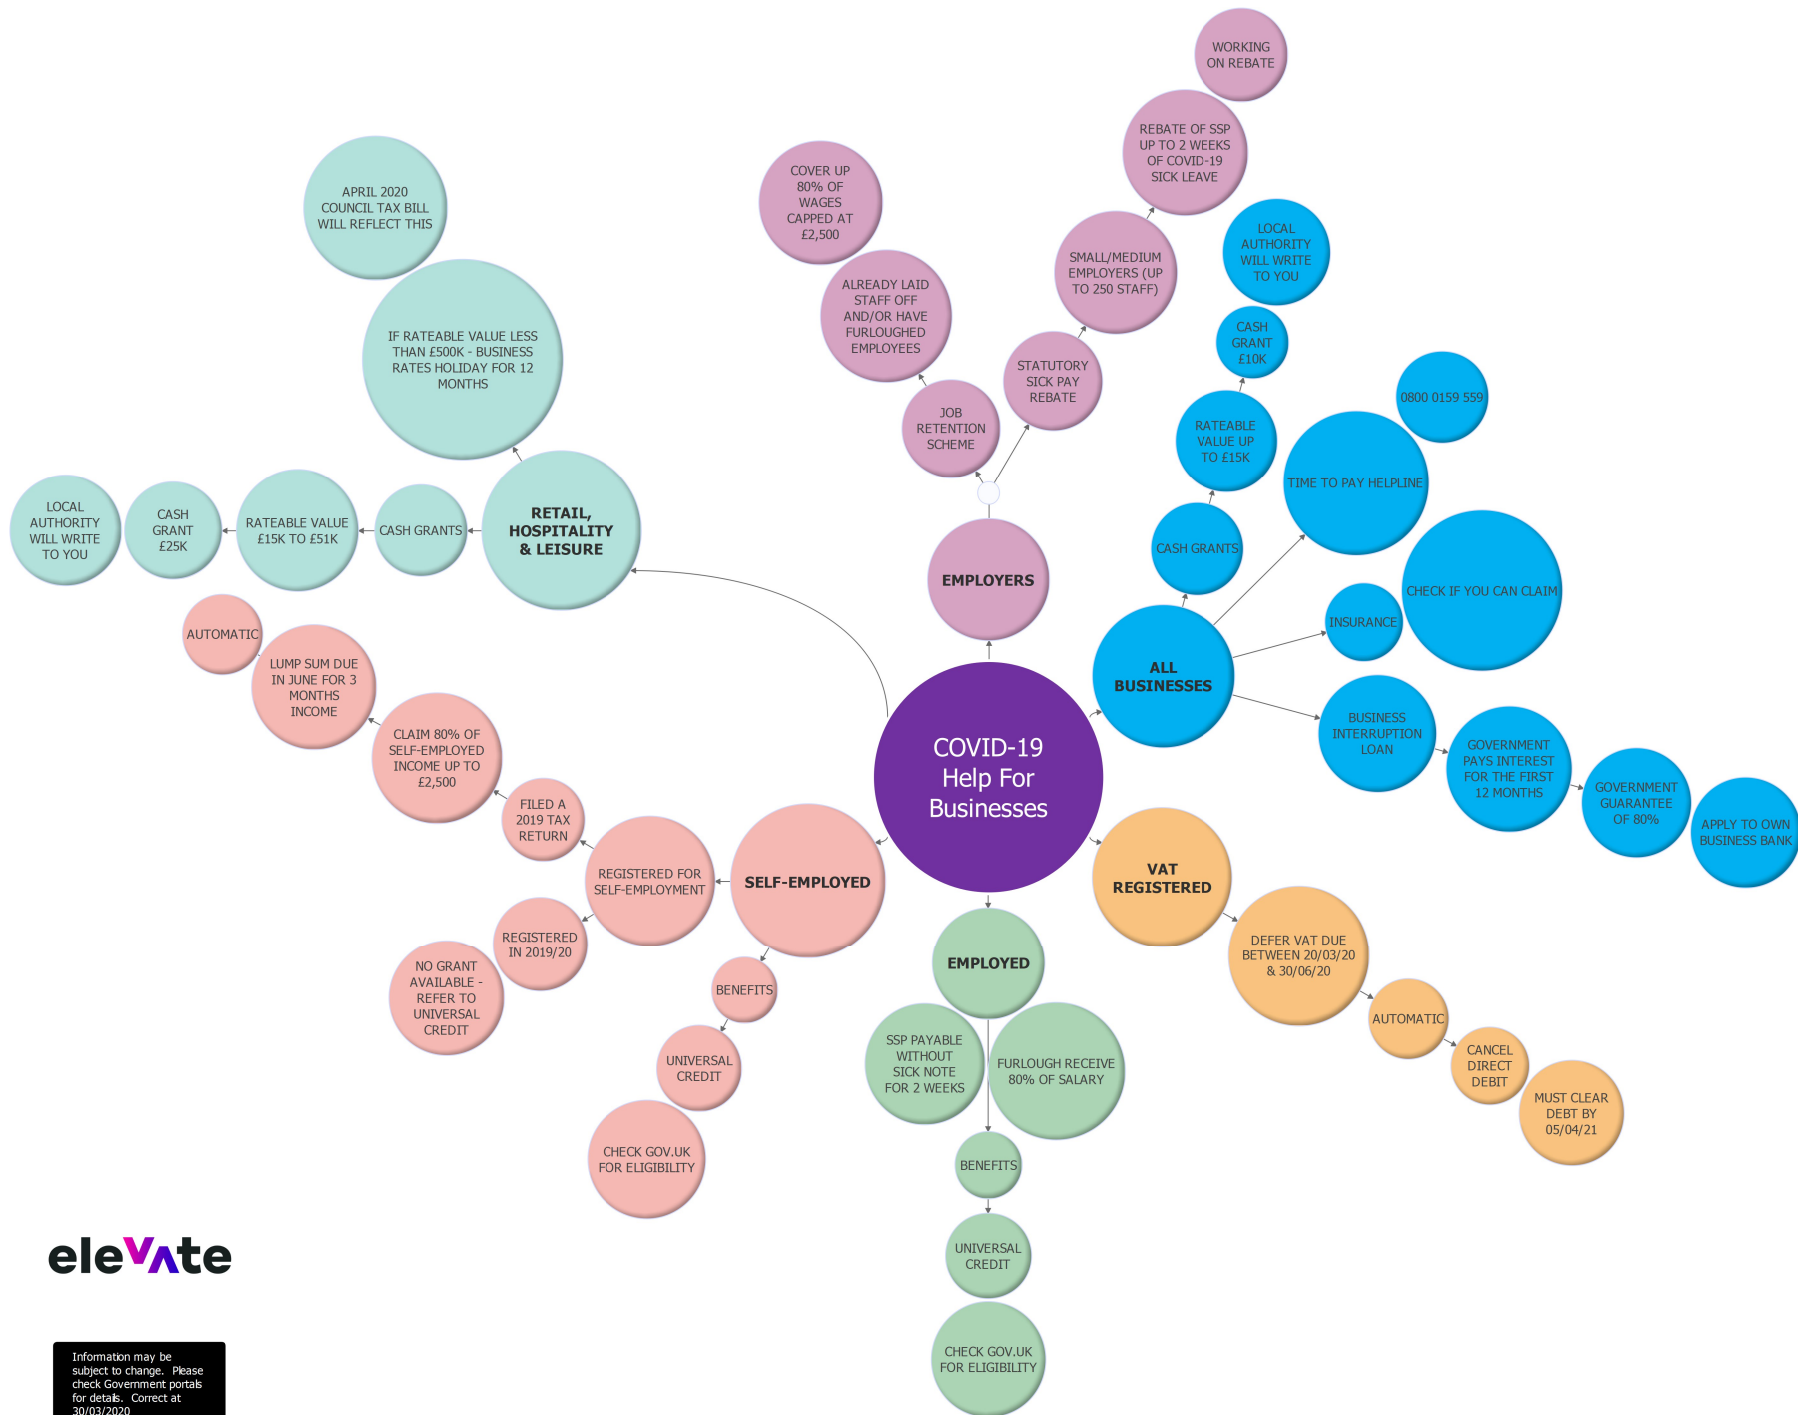 WORKING
ON REBATE
REBATE OF SSP
UP TO 2 WEEKS
OF COVID-19
SICK LEAVE
SMALL/MEDIUM
EMPLOYERS (UP
TO 250 STAFF)
STATUTORY
SICK PAY
REBATE
COVER UP
80% OF
WAGES
CAPPED AT
£2,500
ALREADY LAID
STAFF OFF
AND/OR HAVE
FURLOUGHED
EMPLOYEES
JOB
RETENTION
SCHEME
EMPLOYERS
APRIL 2020
COUNCIL TAX BILL
WILL REFLECT THIS
IF RATEABLE VALUE LESS
THAN £500K - BUSINESS
RATES HOLIDAY FOR 12
MONTHS
LOCAL
AUTHORITY
WILL WRITE
TO YOU
CASH
GRANT
£25K
RATEABLE VALUE
£15K TO £51K
CASH GRANTS
RETAIL,
HOSPITALITY
& LEISURE
LOCAL
AUTHORITY
WILL WRITE
TO YOU
CASH
GRANT
£10K
RATEABLE
VALUE UP
TO £15K
CASH GRANTS
0800 0159 559
TIME TO PAY HELPLINE
CHECK IF YOU CAN CLAIM
INSURANCE
ALL
BUSINESSES
BUSINESS
INTERRUPTION
LOAN
GOVERNMENT
PAYS INTEREST
FOR THE FIRST
12 MONTHS
GOVERNMENT
GUARANTEE
OF 80%
APPLY TO OWN
BUSINESS BANK
COVID-19
Help For
Businesses
AUTOMATIC
LUMP SUM DUE
IN JUNE FOR 3
MONTHS
INCOME
CLAIM 80% OF
SELF-EMPLOYED
INCOME UP TO
£2,500
FILED A
2019 TAX
RETURN
REGISTERED FOR
SELF-EMPLOYMENT
SELF-EMPLOYED
REGISTERED
IN 2019/20
NO GRANT
AVAILABLE -
REFER TO
UNIVERSAL
CREDIT
BENEFITS
UNIVERSAL
CREDIT
CHECK GOV.UK
FOR ELIGIBILITY
EMPLOYED
SSP PAYABLE
WITHOUT
SICK NOTE
FOR 2 WEEKS
FURLOUGH RECEIVE
80% OF SALARY
BENEFITS
UNIVERSAL
CREDIT
CHECK GOV.UK
FOR ELIGIBILITY
VAT
REGISTERED
DEFER VAT DUE
BETWEEN 20/03/20
& 30/06/20
AUTOMATIC
CANCEL
DIRECT
DEBIT
MUST CLEAR
DEBT BY
05/04/21
elevate
Information may be
subject to change. Please
check Government portals
for details. Correct at
30/03/2020